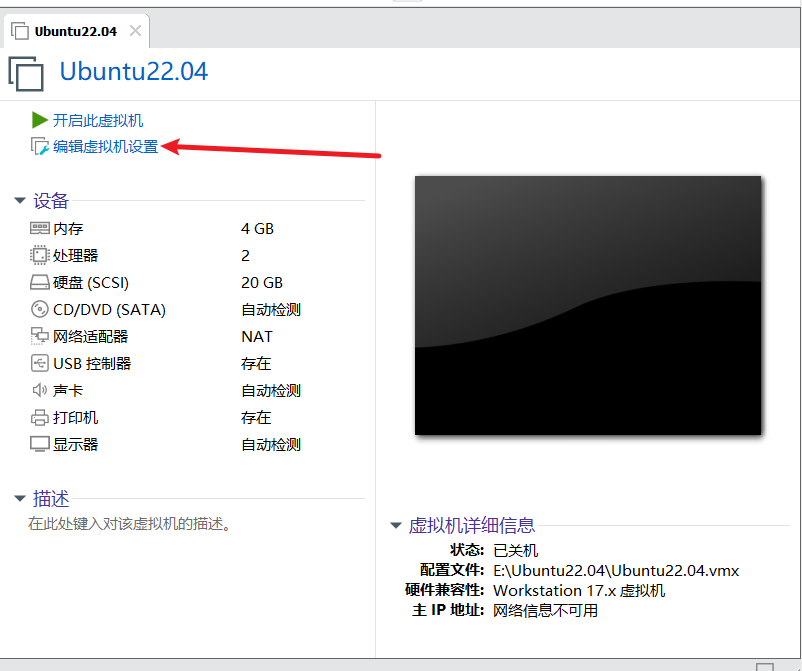 Ubuntu22.04
Ubuntu22.04
开启此虚拟机
编辑虚拟机设置
设备
内存 4 GB
处理器 2
硬盘 (SCSI) 20 GB
CD/DVD (SATA) 自动检测
网络适配器 NAT
USB 控制器 存在
声卡 自动检测
打印机 存在
显示器 自动检测
描述
在此处键入对该虚拟机的描述。
虚拟机详细信息
状态: 已关机
配置文件: E:\Ubuntu22.04\Ubuntu22.04.vmx
硬件兼容性: Workstation 17.x 虚拟机
主 IP 地址: 网络信息不可用